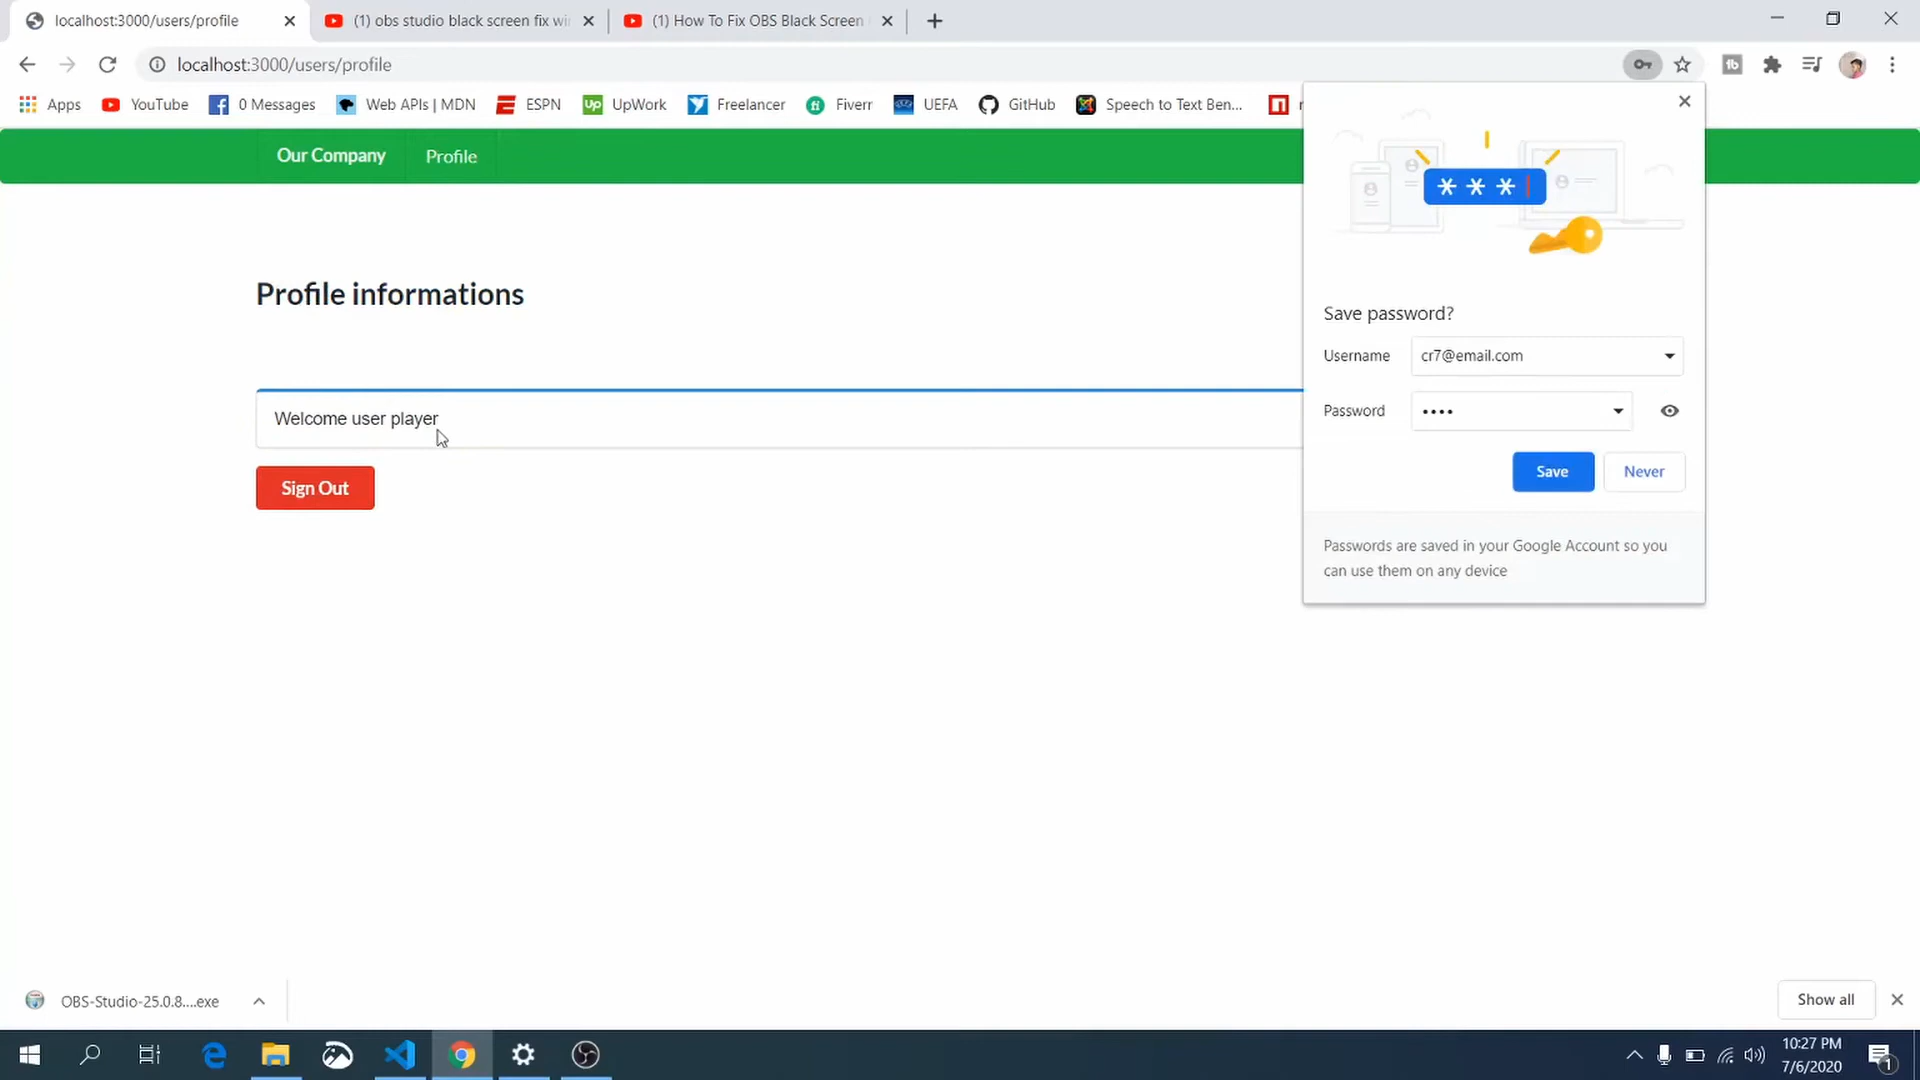 localhost:3000/users/profile
(1) obs studio black screen fix wi
(1) How To Fix OBS Black Screen
localhost:3000/users/profile
Apps
YouTube
0 Messages
Web APIs | MDN
ESPN
Up
UpWork
Freelancer
fi
Fiverr
UEFA
GitHub
Speech to Text Ben...
Our Company
Profile
Profile informations
Welcome user player
Sign Out
* * *
Save password?
Username
cr7@email.com
Password
••••
Save
Never
Passwords are saved in your Google Account so you
can use them on any device
OBS-Studio-25.0.8....exe
Show all
10:27 PM
7/6/2020
1